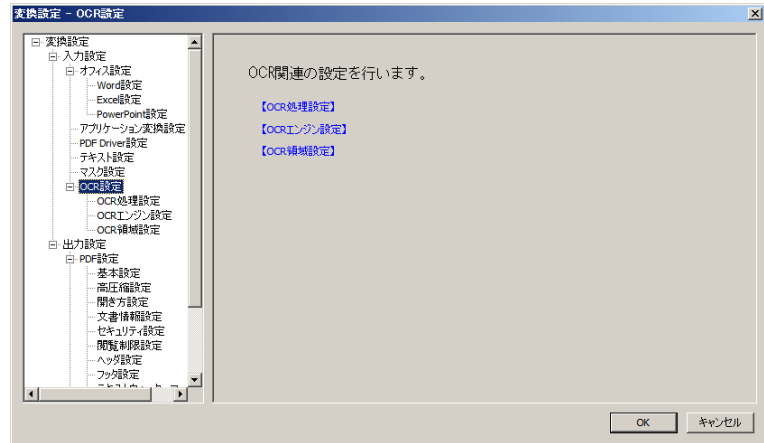 変換設定 - OCR設定
変換設定
入力設定
オフィス設定
Word設定
Excel設定
PowerPoint設定
アプリケーション変換設定
PDF Driver設定
テキスト設定
マスク設定
OCR設定
OCR処理設定
OCRエンジン設定
OCR領域設定
出力設定
PDF設定
基本設定
高圧縮設定
開き方設定
文書情報設定
セキュリティ設定
閲覧制限設定
ヘッダ設定
フッタ設定
OCR関連の設定を行います。
【OCR処理設定】
【OCRエンジン設定】
【OCR領域設定】
OK
キャンセル